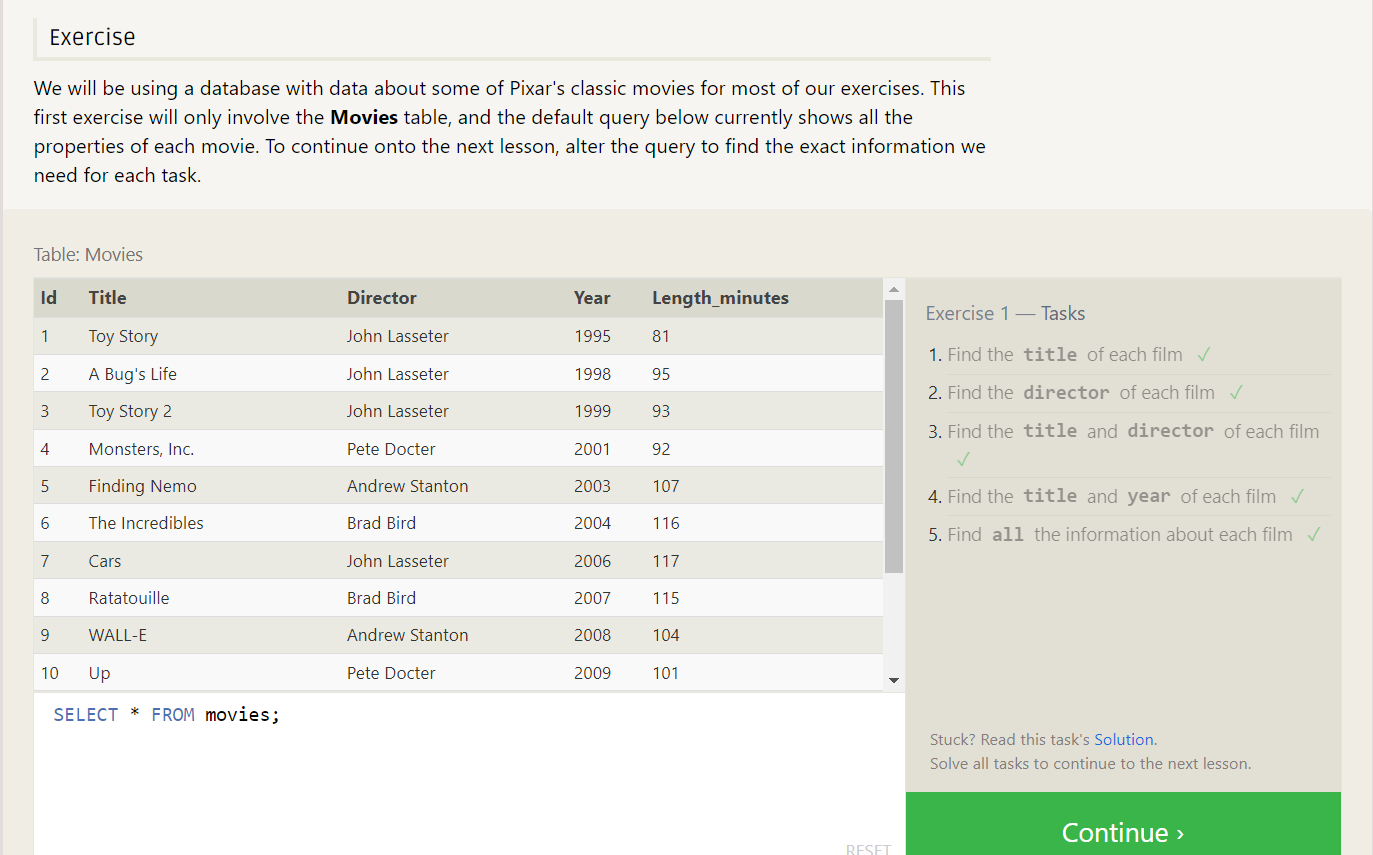 Exercise
We will be using a database with data about some of Pixar's classic movies for most of our exercises. This
first exercise will only involve the Movies table, and the default query below currently shows all the
properties of each movie. To continue onto the next lesson, alter the query to find the exact information we
need for each task.
Table: Movies
Id Title Director Year Length_minutes
1 Toy Story John Lasseter 1995 81
2 A Bug's Life John Lasseter 1998 95
3 Toy Story 2 John Lasseter 1999 93
4 Monsters, Inc. Pete Docter 2001 92
5 Finding Nemo Andrew Stanton 2003 107
6 The Incredibles Brad Bird 2004 116
7 Cars John Lasseter 2006 117
8 Ratatouille Brad Bird 2007 115
9 WALL-E Andrew Stanton 2008 104
10 Up Pete Docter 2009 101
SELECT * FROM movies;
RESET
Exercise 1 — Tasks
1. Find the title of each film ✓
2. Find the director of each film ✓
3. Find the title and director of each film
✓
4. Find the title and year of each film ✓
5. Find all the information about each film ✓
Stuck? Read this task's Solution.
Solve all tasks to continue to the next lesson.
Continue ›